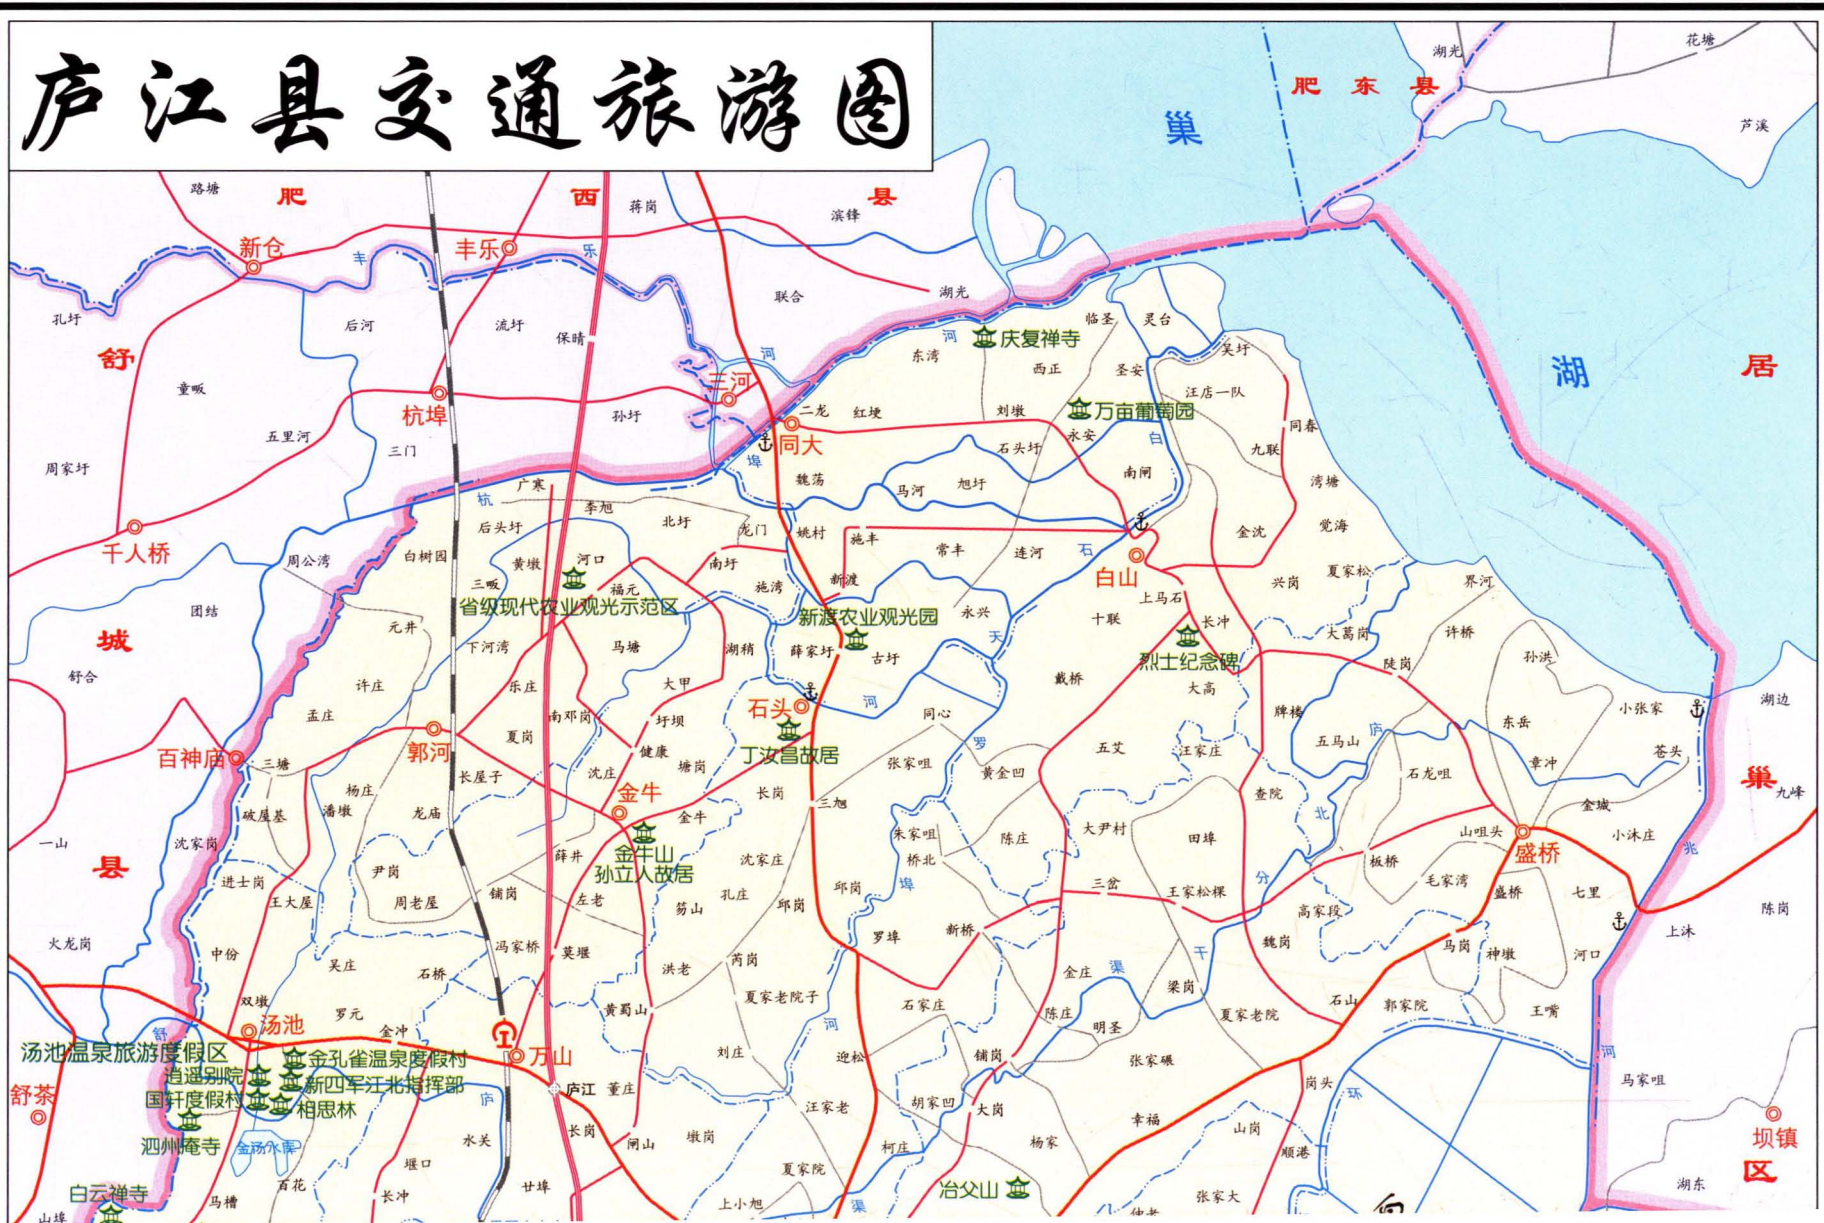 庐江县交通旅游图
湖光
花塘
肥东县
芦溪
巢
路塘
肥
西
县
蒋岗
滨锋
新仓
丰
丰乐
乐
联合
湖光
孔圩
后河
流圩
保晴
河
河
庆复禅寺
临圣
灵台
舒
东湾
西正
圣安
吴圩
湖
居
童畈
三河
杭埠
孙圩
二龙
红埂
刘墩
万亩葡萄园
汪店一队
五里河
三门
同大
永安
白
同春
周家圩
埠
石头圩
九联
魏荡
南闸
杭
广寒
季旭
马河
旭圩
湾塘
后头圩
北圩
龙门
姚村
施丰
金沈
觉海
千人桥
周公湾
白树园
黄墩
河口
南圩
常丰
连河
石
白山
三畈
福元
施湾
新渡
兴岗
夏家松
界河
团结
省级现代农业观光示范区
新渡农业观光园
永兴
上马石
十联
长冲
元井
天
大葛岗
许桥
城
下河湾
马塘
湖稍
薛家圩
古圩
烈士纪念碑
陡岗
孙洪
舒合
许庄
乐庄
大甲
戴桥
大高
孟庄
南邓岗
圩坝
石头
河
同心
牌楼
东岳
小张家
湖边
郭河
夏岗
健康
丁汝昌故居
罗
五艾
汪家庄
五马山
庐
百神庙
三塘
长屋子
沈庄
塘岗
张家咀
黄金凹
石龙咀
章冲
苍头
巢
杨庄
金牛
长岗
三旭
查院
九峰
破屋基
潘墩
龙庙
金牛
朱家咀
陈庄
大尹村
田埠
北
金城
一山
沈家岗
薛井
金牛山
孙立人故居
沈家庄
桥北
山咀头
盛桥
小沐庄
兆
县
进士岗
尹岗
铺岗
孔庄
邱岗
埠
三岔
王家松棵
分
板桥
毛家湾
盛桥
七里
王大屋
周老屋
左老
笏山
邱岗
高家段
陈岗
火龙岗
中份
吴庄
石桥
冯家桥
莫堰
洪老
芮岗
罗埠
新桥
金庄
渠
干
魏岗
马岗
神墩
河口
上沐
双墩
罗元
黄蜀山
夏家老院子
石家庄
陈庄
梁岗
夏家老院
石山
郭家院
王嘴
舒
汤池
金冲
河
明圣
汤池温泉旅游度假区
金孔雀温泉度假村
万山
刘庄
迎松
铺岗
张家碾
河
逍遥别院
新四军江北指挥部
庐江
董庄
岗头
环
马家咀
舒茶
国轩度假村
相思林
庐
汪家老
胡家凹
大岗
幸福
泗州庵寺
金汤水库
水关
长岗
闸山
墩岗
柯庄
杨家
山岗
顺港
坝镇
堰口
夏家院
区
白云禅寺
百花
长冲
廿埠
冶父山
湖东
马槽
上小旭
渠
张家大
山埠